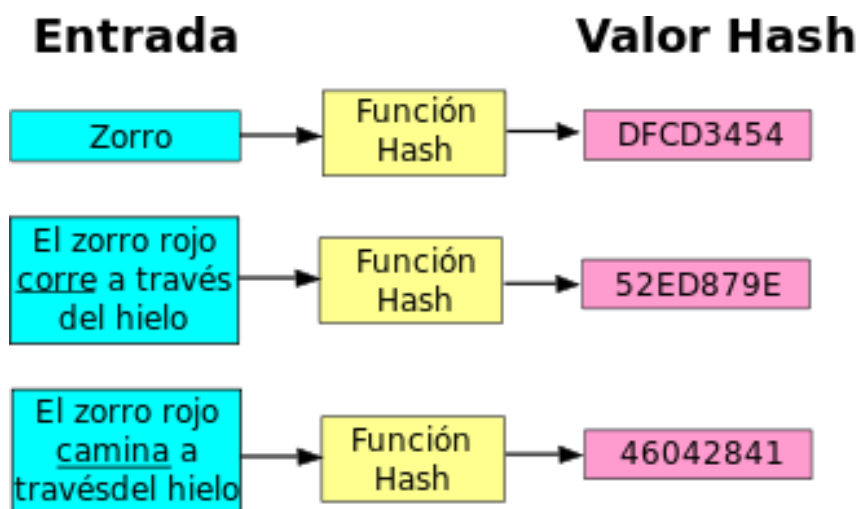 Entrada
Valor Hash
Zorro
Función
Hash
DFCD3454
El zorro rojo
corre a través
del hielo
Función
Hash
52ED879E
El zorro rojo
camina a
travésdel hielo
Función
Hash
46042841